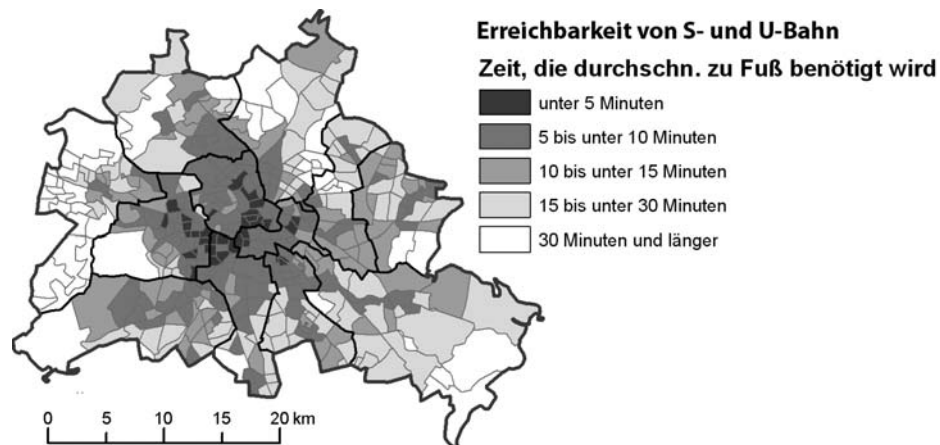 Erreichbarkeit von S- und U-Bahn
Zeit, die durchschn. zu Fuß benötigt wird
unter 5 Minuten
5 bis unter 10 Minuten
10 bis unter 15 Minuten
15 bis unter 30 Minuten
30 Minuten und länger
0 5 10 15 20 km